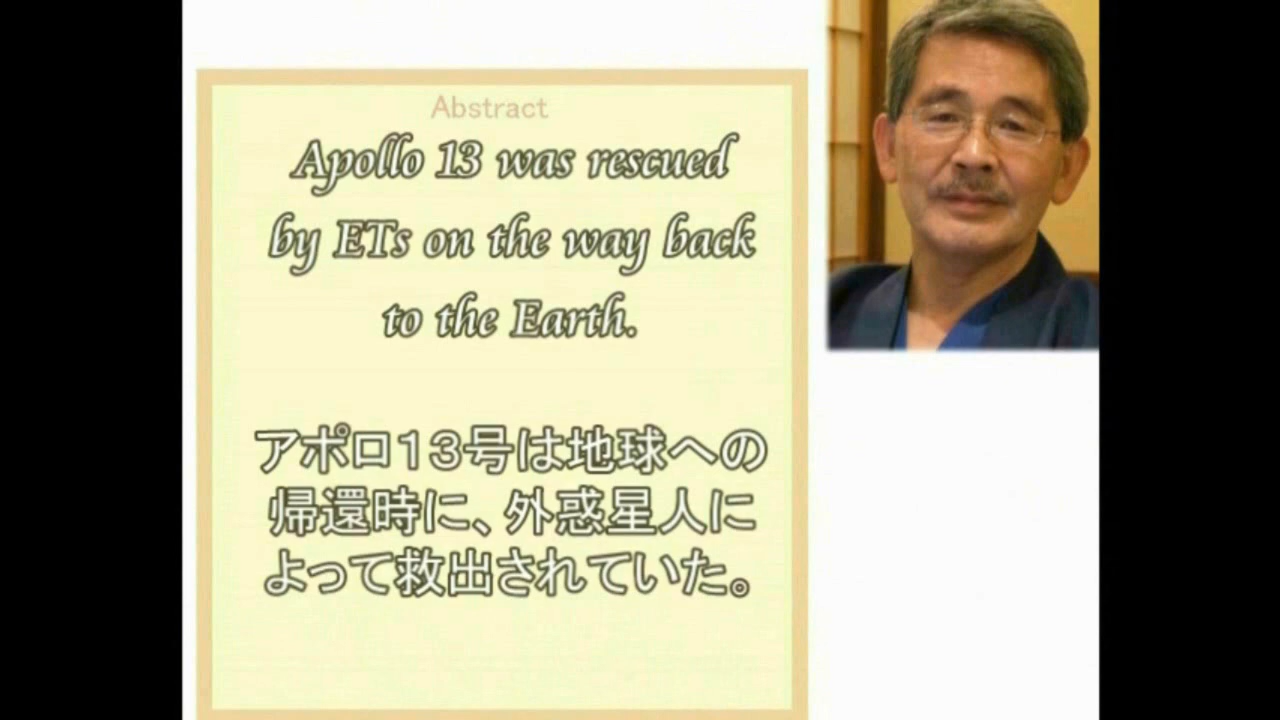 Abstract
Apollo 13 was rescued
by ETs on the way back
to the Earth.
アポロ１３号は地球への
帰還時に、外惑星人に
よって救出されていた。